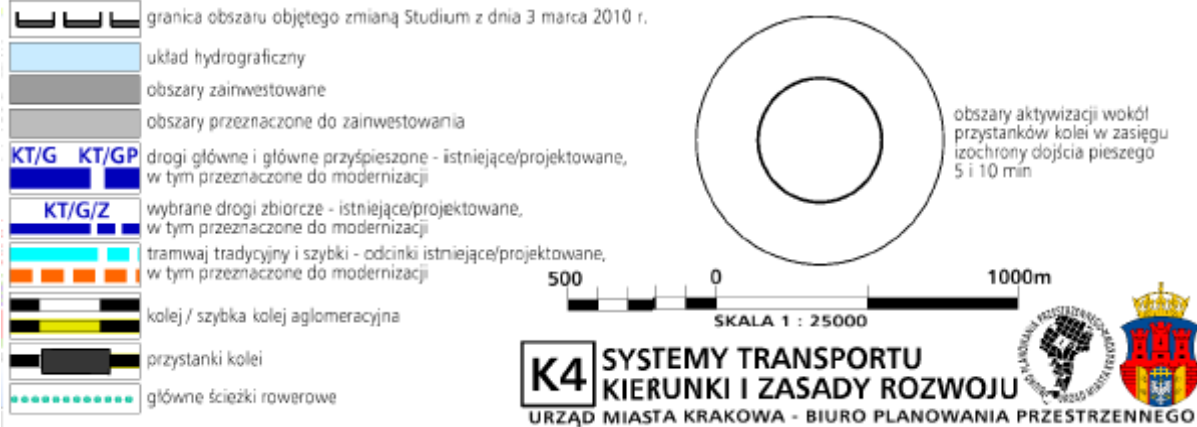 granica obszaru objętego zmianą Studium z dnia 3 marca 2010 r.
układ hydrograficzny
obszary zainwestowane
obszary przeznaczone do zainwestowania
KT/G KT/GP
drogi główne i główne przyśpieszone - istniejące/projektowane,
w tym przeznaczone do modernizacji
KT/G/Z
wybrane drogi zbiorcze - istniejące/projektowane,
w tym przeznaczone do modernizacji
tramwaj tradycyjny i szybki - odcinki istniejące/projektowane,
w tym przeznaczone do modernizacji
kolej / szybka kolej aglomeracyjna
przystanki kolei
główne ścieżki rowerowe
obszary aktywizacji wokół
przystanków kolei w zasięgu
izochrony dojścia pieszego
5 i 10 min
500 0 1000m
SKALA 1 : 25000
K4
SYSTEMY TRANSPORTU
KIERUNKI I ZASADY ROZWOJU
URZĄD MIASTA KRAKOWA - BIURO PLANOWANIA PRZESTRZENNEGO